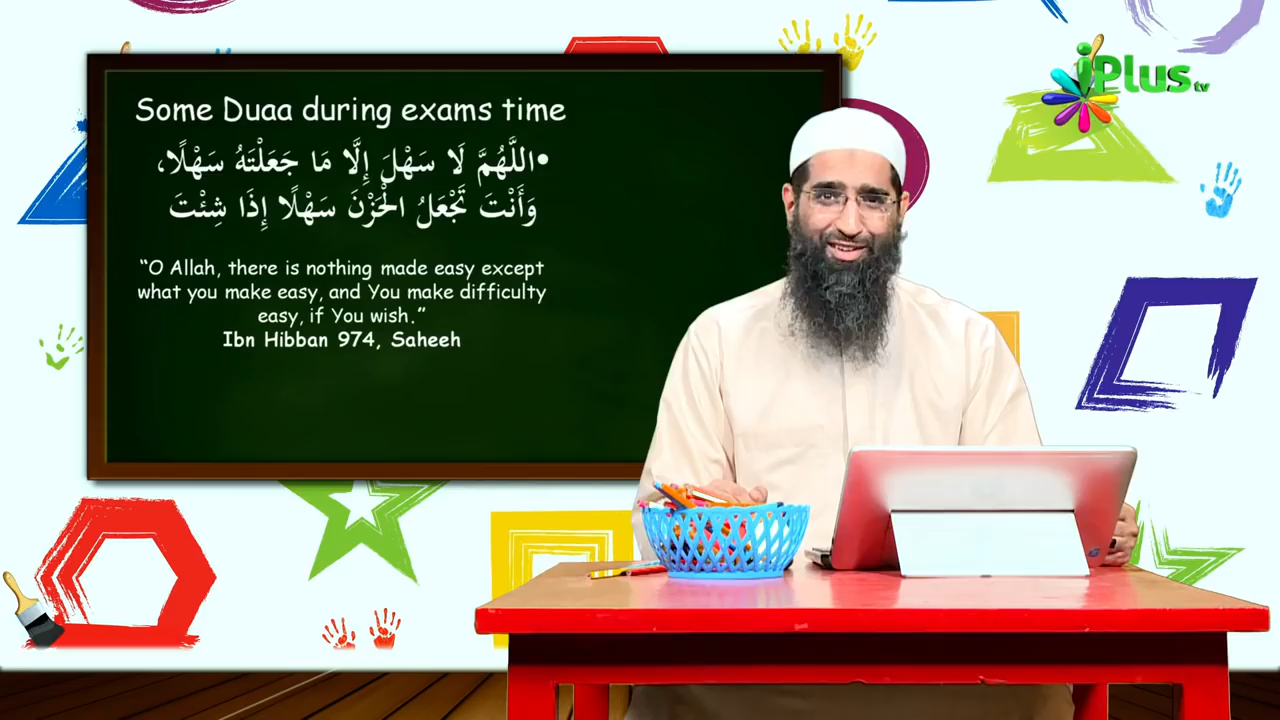 Some Duaa during exams time
•اللَّهُمَّ لَا سَهْلَ إِلَّا مَا جَعَلْتَهُ سَهْلًا،
وَأَنْتَ تَجْعَلُ الْحَزْنَ سَهْلًا إِذَا شِئْتَ
“O Allah, there is nothing made easy except
what you make easy, and You make difficulty
easy, if You wish.”
Ibn Hibban 974, Saheeh
iPlus tv